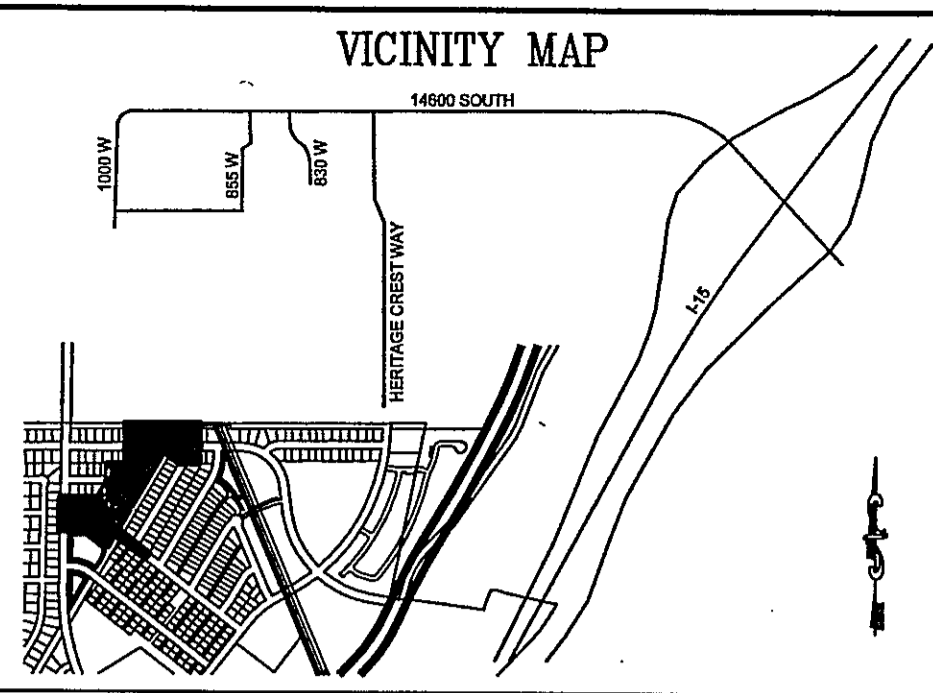 VICINITY MAP
14600 SOUTH
1000 W
855 W
830 W
HERITAGE CREST WAY
I-15